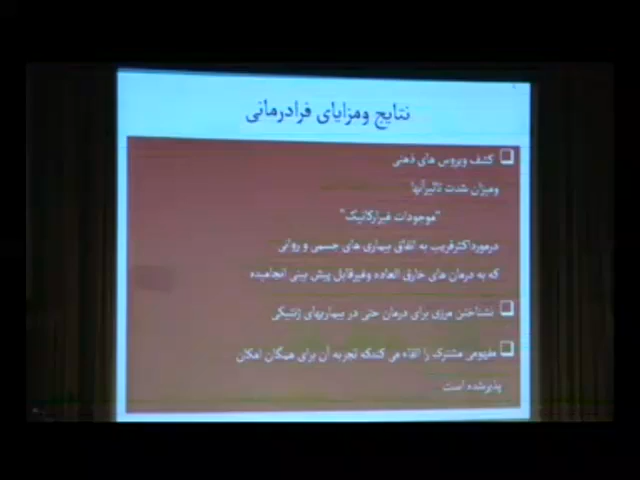 نتایج ومزایای فرادرمانی
❑ کشف ویروس های ذهنی
ومیزان شدت تاثیرآنها
"موجودات غیرارگانیک"
درمورداکثرقریب به اتفاق بیماری های جسمی و روانی
که به درمان های خارق العاده وغیرقابل پیش بینی انجامیده
❑ نشناختن مرزی برای درمان حتی در بیماریهای ژنتیکی
❑ مفهومی مشترک را القاء می کندکه تجربه آن برای همگان امکان
پذیرشده است